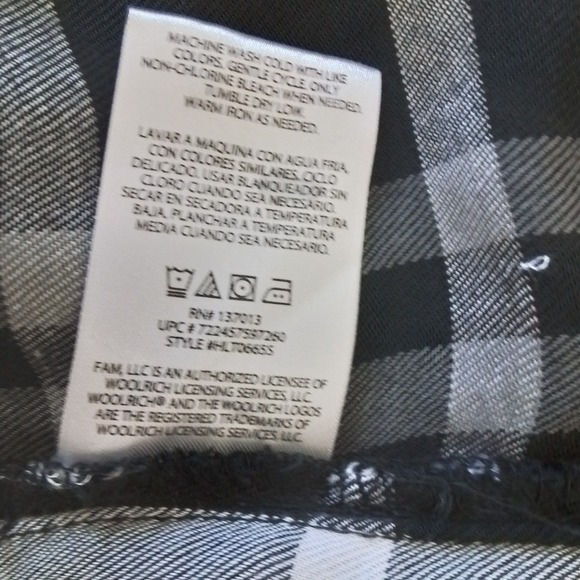 MACHINE WASH COLD WITH LIKE
COLORS. GENTLE CYCLE. ONLY
NON-CHLORINE BLEACH WHEN NEEDED.
TUMBLE DRY LOW.
WARM IRON AS NEEDED.
LAVAR A MAQUINA CON AGUA FRIA,
CON COLORES SIMILARES. CICLO
DELICADO. USAR BLANQUEADOR SIN
CLORO CUANDO SEA NECESARIO.
SECAR EN SECADORA A TEMPERATURA
BAJA. PLANCHAR A TEMPERATURA
MEDIA CUANDO SEA NECESARIO.
RN# 137013
UPC # 722457597260
STYLE #HLT0665S
FAM, LLC IS AN AUTHORIZED LICENSEE OF
WOOLRICH LICENSING SERVICES, LLC.
WOOLRICH® AND THE WOOLRICH LOGOS
ARE THE REGISTERED TRADEMARKS OF
WOOLRICH LICENSING SERVICES, LLC.